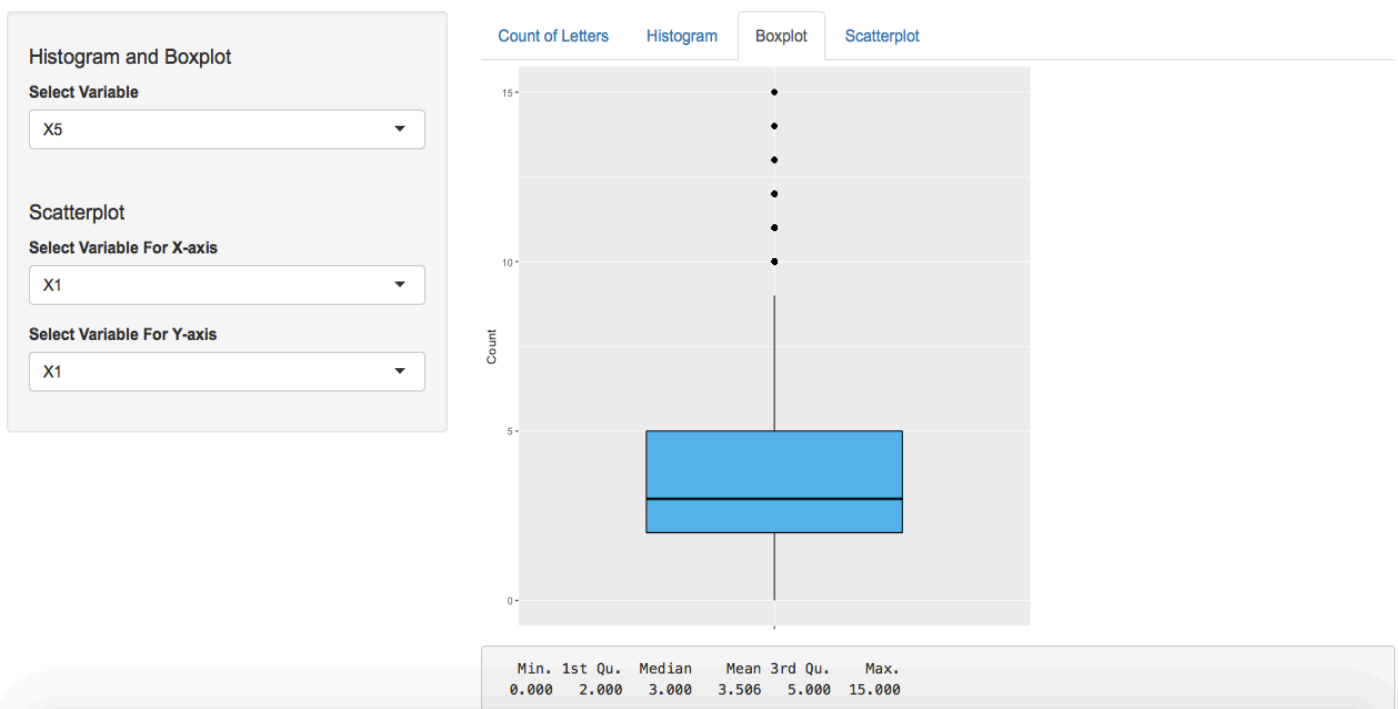 Histogram and Boxplot
Select Variable
X5
Scatterplot
Select Variable For X-axis
X1
Select Variable For Y-axis
X1
Count of Letters Histogram Boxplot Scatterplot
15
10
Count
5
0
Min. 1st Qu. Median Mean 3rd Qu. Max.
0.000 2.000 3.000 3.506 5.000 15.000